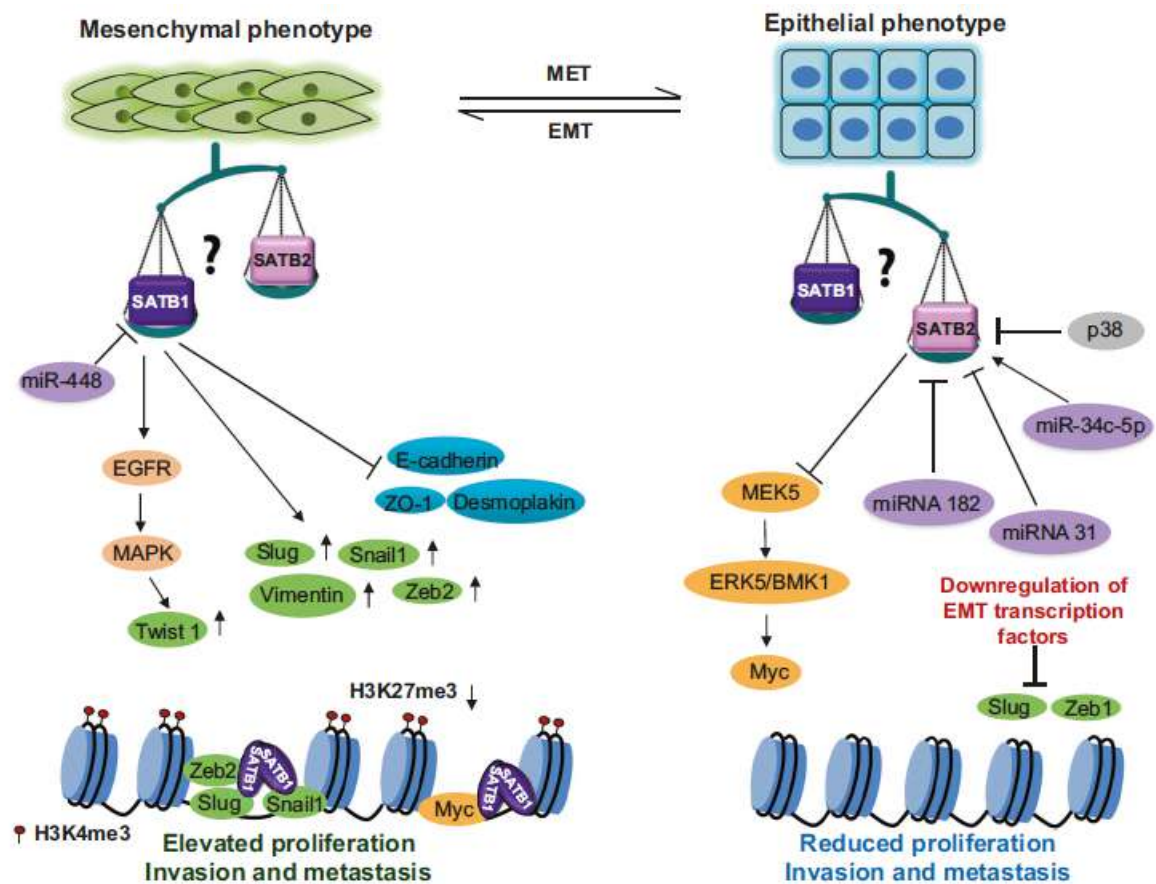 Mesenchymal phenotype
Epithelial phenotype
MET
EMT
?
SATB2
SATB1
miR-448
EGFR
MAPK
Twist 1
E-cadherin
ZO-1
Desmoplakin
Slug
Snail1
Vimentin
Zeb2
SATB1
?
SATB2
p38
miR-34c-5p
miRNA 182
miRNA 31
MEK5
ERK5/BMK1
Myc
Downregulation of
EMT transcription
factors
Slug
Zeb1
H3K27me3
Zeb2
Slug
SATB1
SATB1
Snail1
Myc
SATB1
SATB1
H3K4me3
Elevated proliferation
Invasion and metastasis
Reduced proliferation
Invasion and metastasis